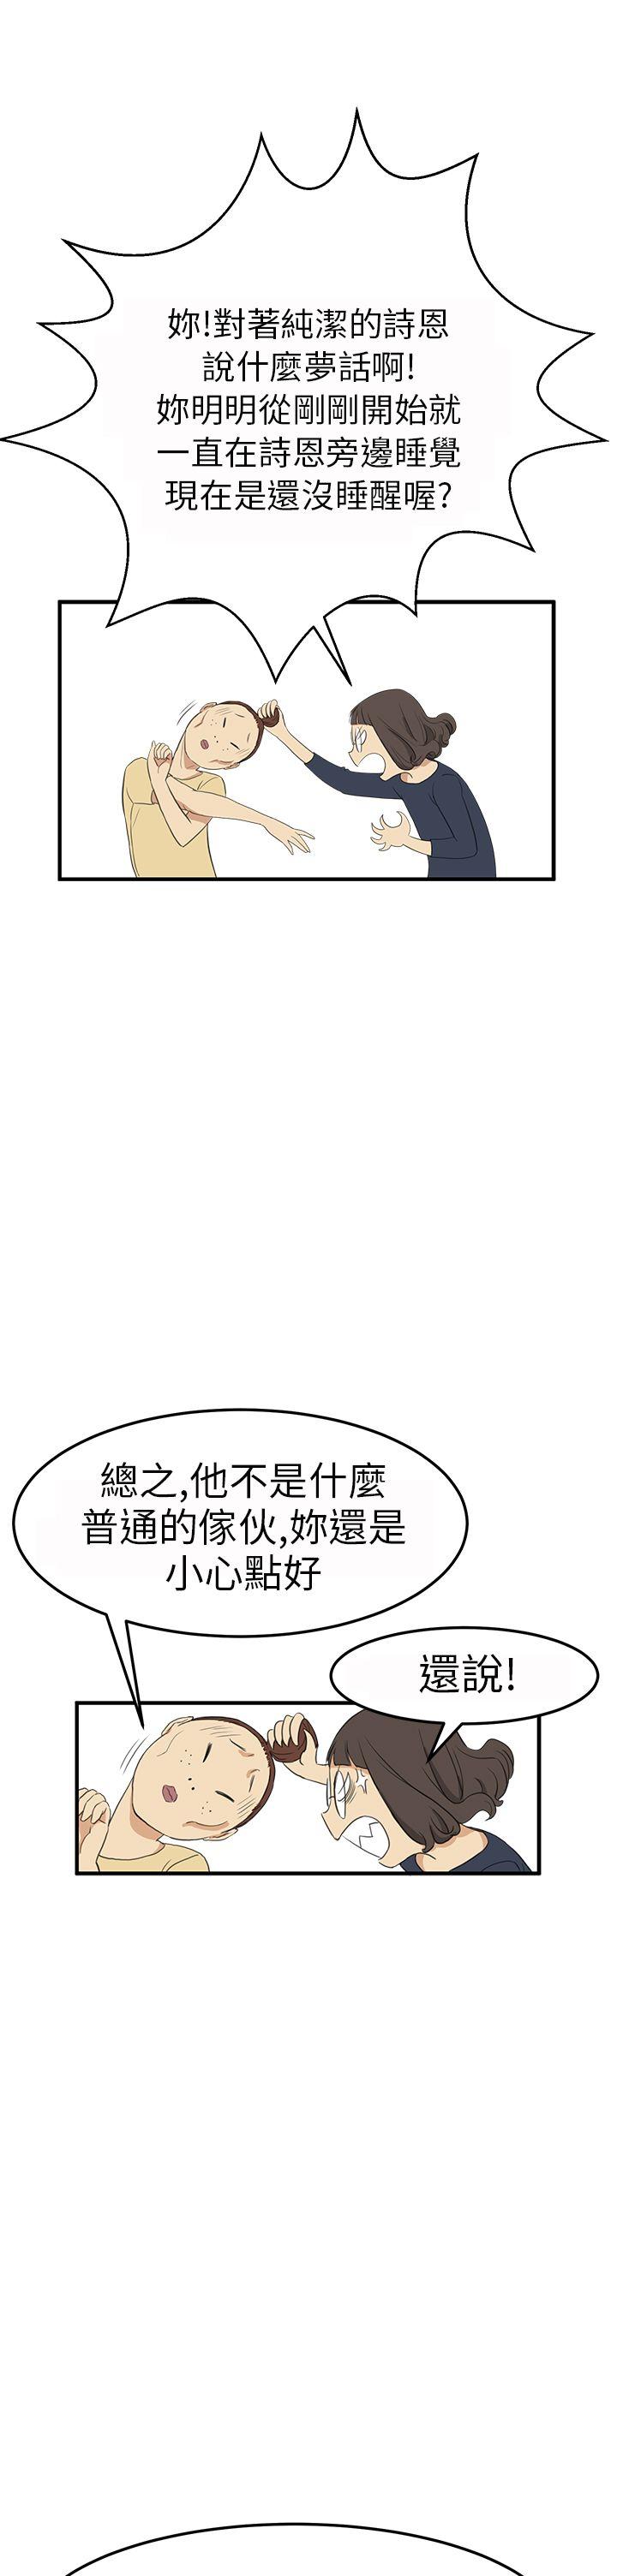 妳!對著純潔的詩恩
說什麼夢話啊!
妳明明從剛剛開始就
一直在詩恩旁邊睡覺
現在是還沒睡醒喔?
總之,他不是什麼
普通的傢伙,妳還是
小心點好
還說!